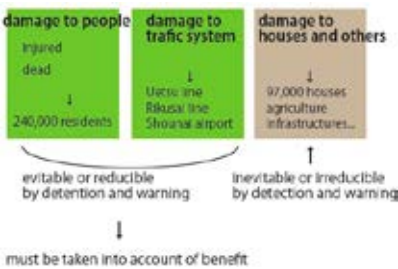 damage to people
injured
dead
↓
240,000 residents
damage to
trafic system
↓
Uetsu line
Rikusai line
Shounai airport
damage to
houses and others
↓
97,000 houses
agriculture
infrastructures...
evitable or reducible
by detention and warning
↓
must be taken into account of benefit
↑
inevitable or irreducible
by detection and warning